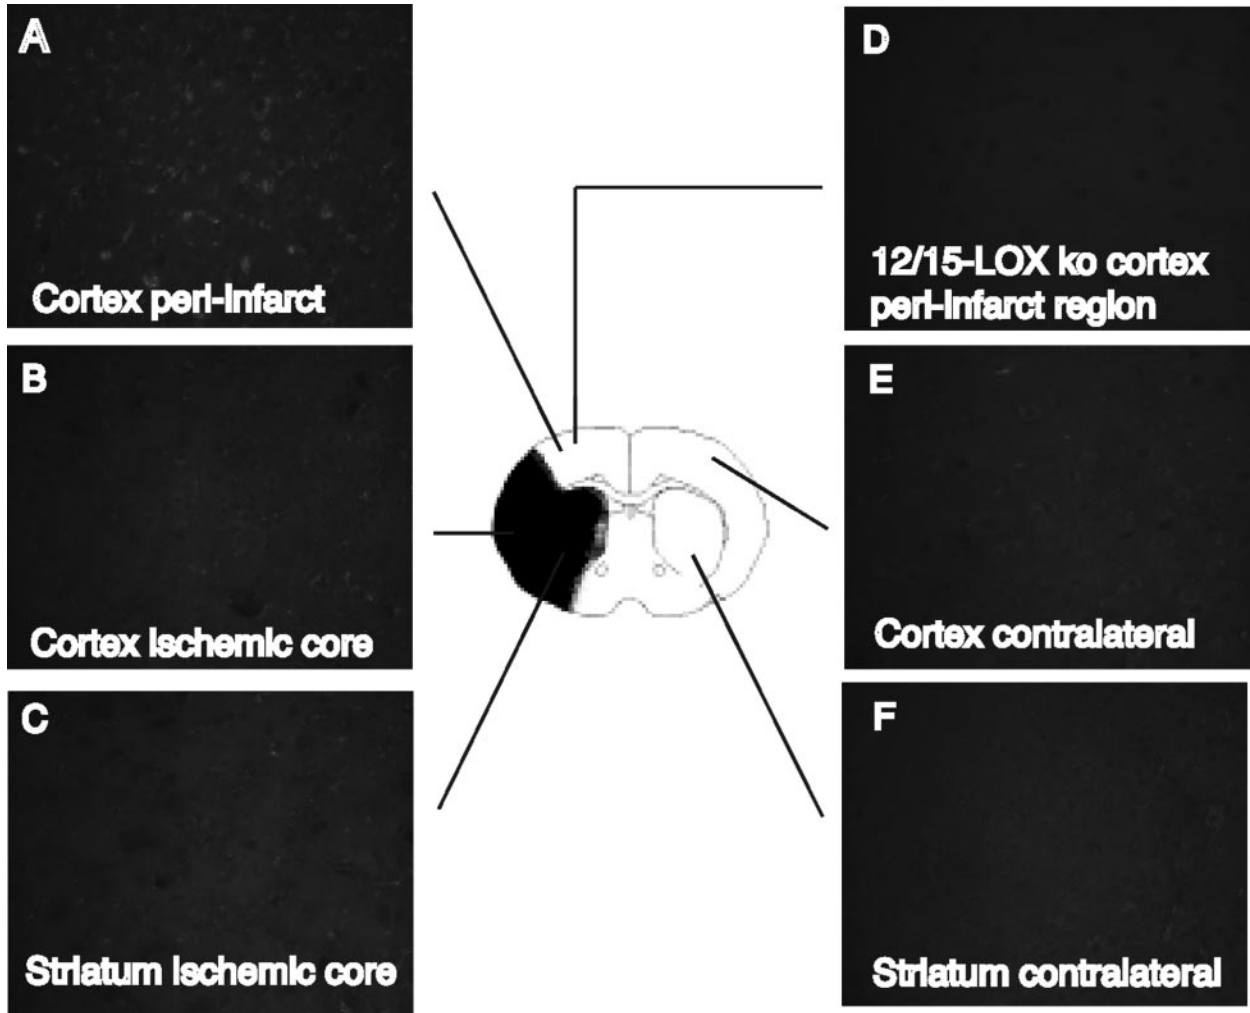 A
Cortex peri-infarct
B
Cortex ischemic core
C
Striatum ischemic core
D
12/15-LOX ko cortex
peri-infarct region
E
Cortex contralateral
F
Striatum contralateral